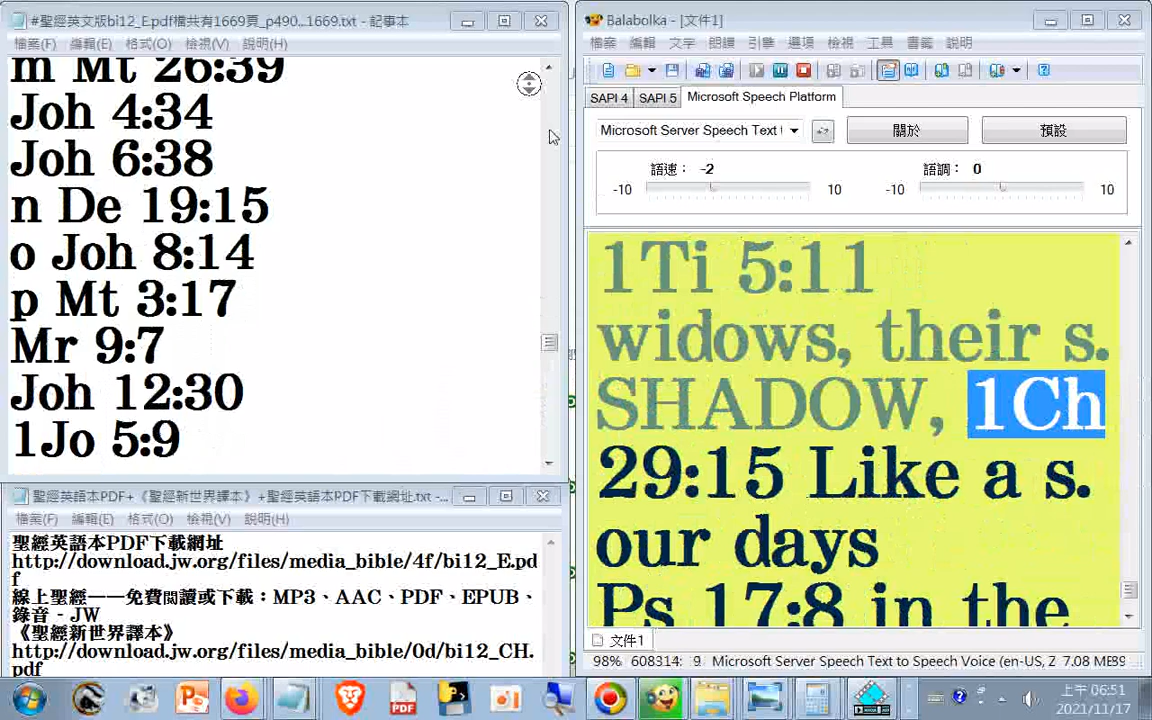 #聖經英文版bi12_E.pdf檔共有1669頁_p490...1669.txt - 記事本
檔案(F) 編輯(E) 格式(O) 檢視(V) 說明(H)
m Mt 26:39
Joh 4:34
Joh 6:38
n De 19:15
o Joh 8:14
p Mt 3:17
Mr 9:7
Joh 12:30
1Jo 5:9
聖經英語本PDF+《聖經新世界譯本》+聖經英語本PDF下載網址.txt - ...
檔案(F) 編輯(E) 格式(O) 檢視(V) 說明(H)
聖經英語本PDF下載網址
http://download.jw.org/files/media_bible/4f/bi12_E.pd
f
線上聖經──免費閱讀或下載：MP3、AAC、PDF、EPUB、
錄音 - JW
《聖經新世界譯本》
http://download.jw.org/files/media_bible/0d/bi12_CH.
pdf
Balabolka - [文件1]
檔案 編輯 文字 朗讀 引擎 選項 檢視 工具 書籤 說明
SAPI 4 SAPI 5 Microsoft Speech Platform
Microsoft Server Speech Text 關於 預設
語速： -2 語調： 0
-10 10 -10 10
1Ti 5:11
widows, their s.
SHADOW, 1Ch
29:15 Like a s.
our days
Ps 17:8 in the
文件1
98% 608314: 9 Microsoft Server Speech Text to Speech Voice (en-US, Z 7.08 MB
上午 06:51
2021/11/17